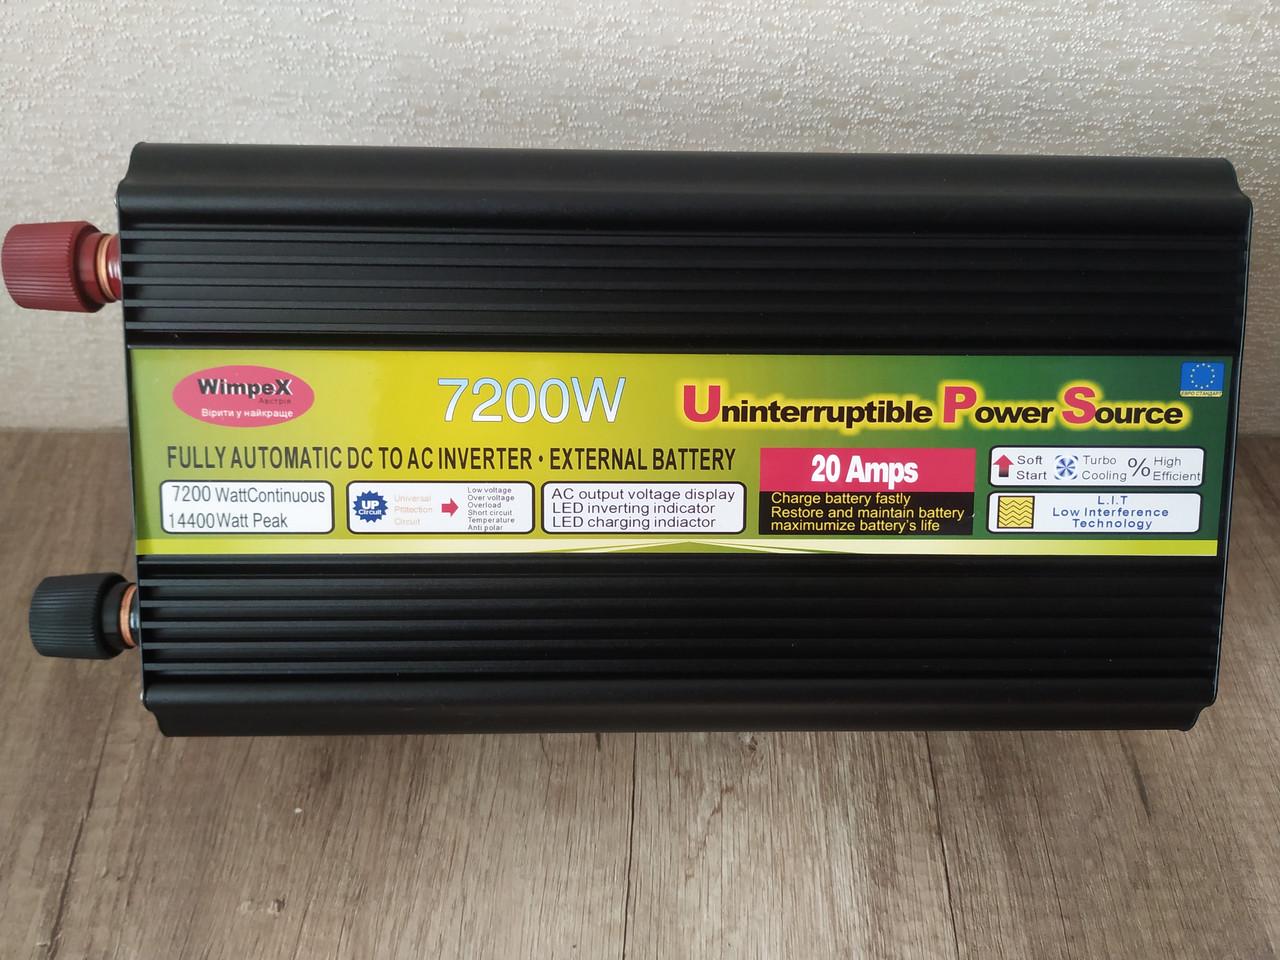 WimpeX
Австрія
Вірити у найкраще
7200W
Uninterruptible Power Source
ЕВРО СТАНДАРТ
FULLY AUTOMATIC DC TO AC INVERTER • EXTERNAL BATTERY
7200 WattContinuous
14400Watt Peak
UP
Circuit
Universal
Pritection
Circuit
Low voltage
Over voltage
Overload
Short circuit
Temperature
Anti polar
AC output voltage display
LED inverting indicator
LED charging indiactor
20 Amps
Charge battery fastly
Restore and maintain battery ,
maximumize battery's life
Soft
Start
Turbo
Cooling
%
High
Efficient
L.I.T
Low Interference
Technology